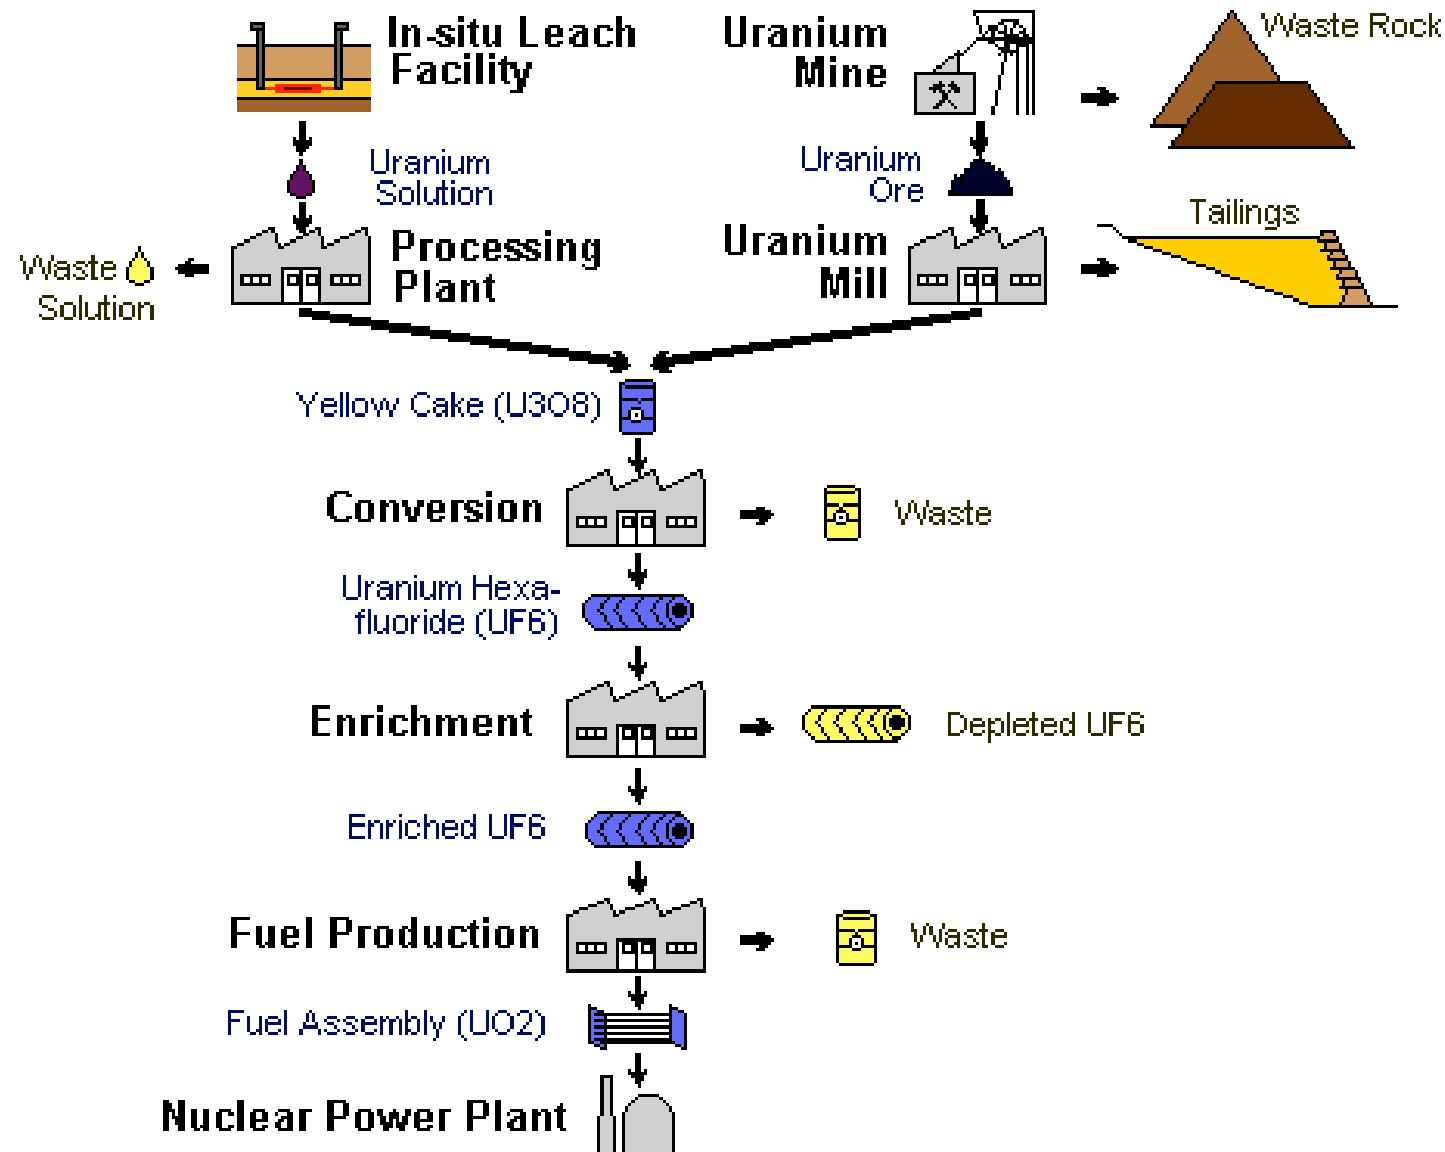 In-situ Leach
Facility
Uranium
Mine
Waste Rock
Uranium
Solution
Uranium
Ore
Tailings
Processing
Plant
Uranium
Mill
Waste
Solution
Yellow Cake (U3O8)
Conversion
Waste
Uranium Hexa-
fluoride (UF6)
Enrichment
Depleted UF6
Enriched UF6
Fuel Production
Waste
Fuel Assembly (UO2)
Nuclear Power Plant